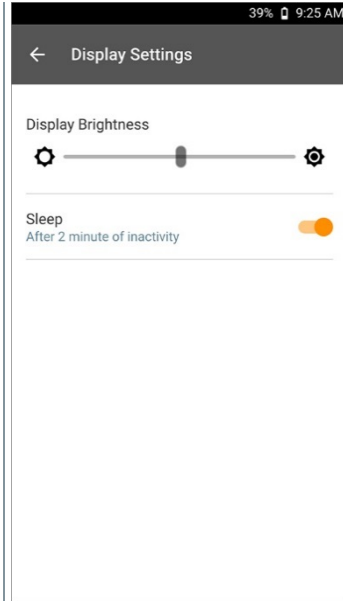 39% 9:25 AM
Display Settings
Display Brightness
Sleep
After 2 minute of inactivity